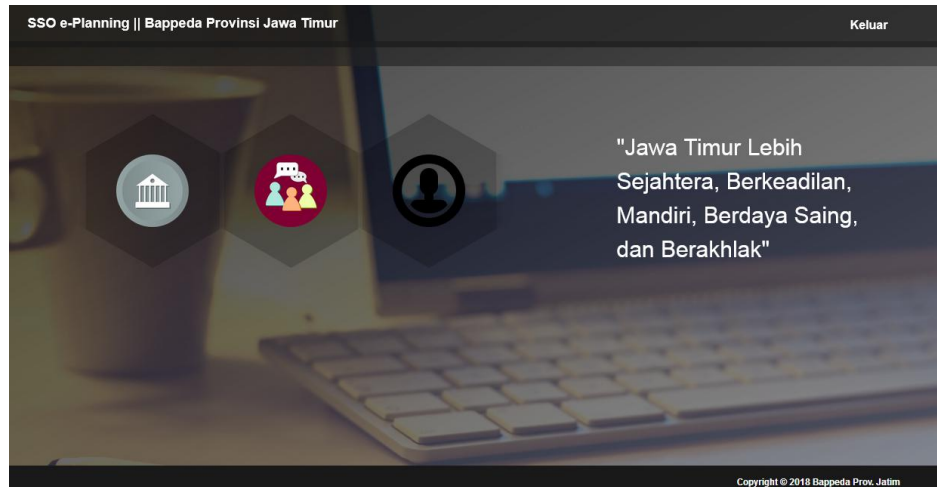 SSO e-Planning || Bappeda Provinsi Jawa Timur
Keluar
"Jawa Timur Lebih
Sejahtera, Berkeadilan,
Mandiri, Berdaya Saing,
dan Berakhlak"
Copyright © 2018 Bappeda Prov. Jatim